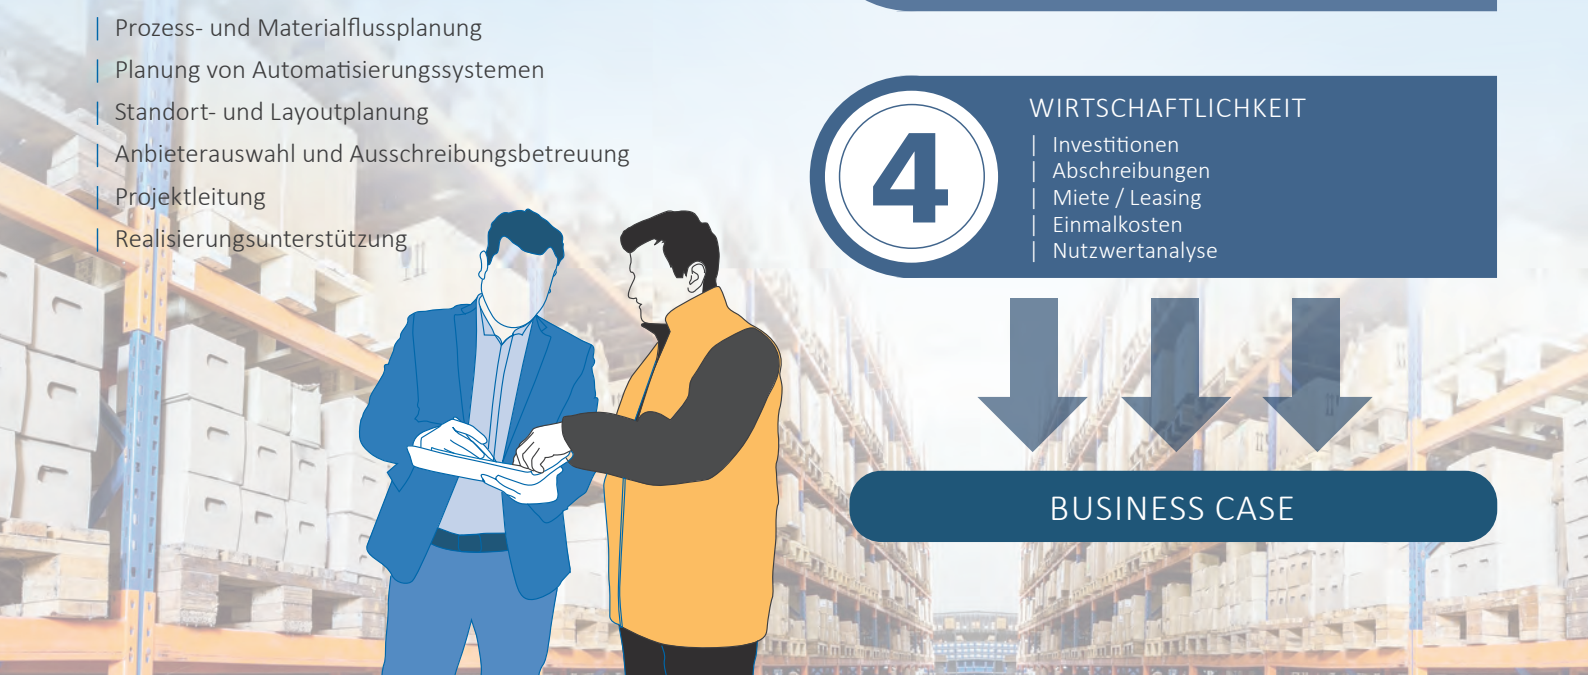 | Prozess- und Materialflussplanung
| Planung von Automatisierungssystemen
| Standort- und Layoutplanung
| Anbieterauswahl und Ausschreibungsbetreuung
| Projektleitung
| Realisierungsunterstützung
4
WIRTSCHAFTLICHKEIT
| Investitionen
| Abschreibungen
| Miete / Leasing
| Einmalkosten
| Nutzwertanalyse
BUSINESS CASE